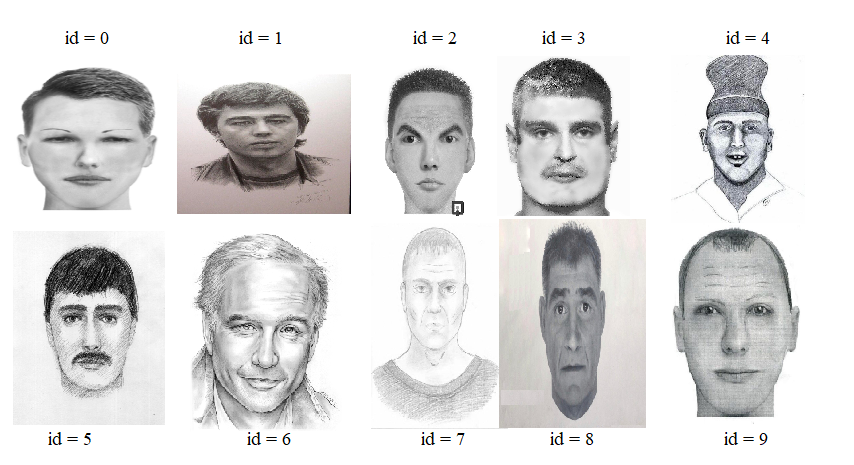 id = 0 id = 1 id = 2 id = 3 id = 4
id = 5 id = 6 id = 7 id = 8 id = 9